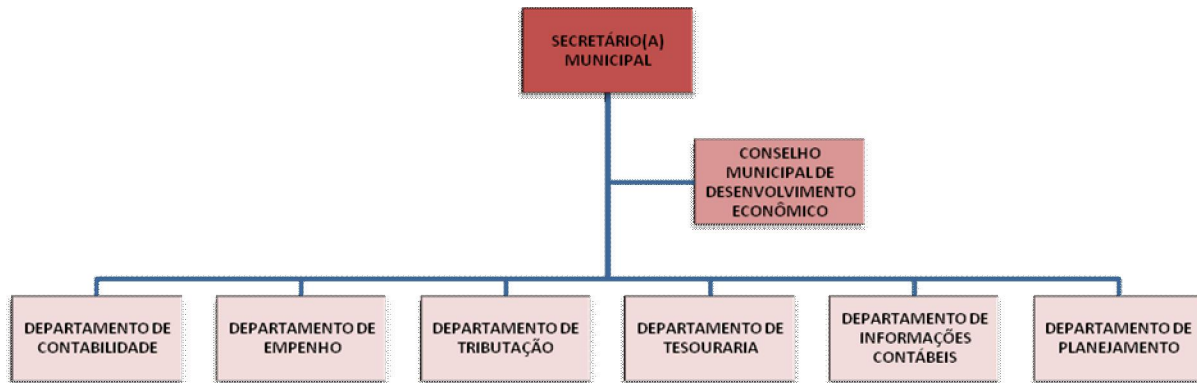 SECRETÁRIO(A)
MUNICIPAL
CONSELHO
MUNICIPAL DE
DESENVOLVIMENTO
ECONÔMICO
DEPARTAMENTO DE
CONTABILIDADE
DEPARTAMENTO DE
EMPENHO
DEPARTAMENTO DE
TRIBUTAÇÃO
DEPARTAMENTO DE
TESOURARIA
DEPARTAMENTO DE
INFORMAÇÕES
CONTÁBEIS
DEPARTAMENTO DE
PLANEJAMENTO